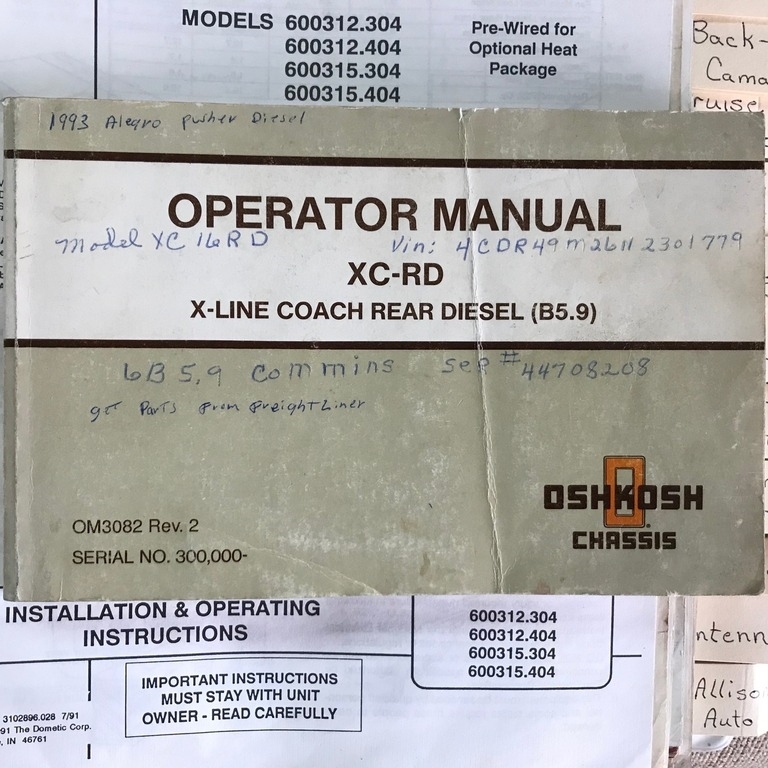 MODELS 600312.304
600312.404
600315.304
600315.404
Pre-Wired for
Optional Heat
Package
Back-
Cama
ruise
1993 Alegro pusher Diesel
OPERATOR MANUAL
Model XC 16RD Vin: 4CDR49M26N2301779
XC-RD
X-LINE COACH REAR DIESEL (B5.9)
6B 5.9 Commins Ser # 44708208
get Parts From FreightLiner
OSHKOSH
CHASSIS
OM3082 Rev. 2
SERIAL NO. 300,000-
INSTALLATION & OPERATING
INSTRUCTIONS
IMPORTANT INSTRUCTIONS
MUST STAY WITH UNIT
OWNER - READ CAREFULLY
600312.304
600312.404
600315.304
600315.404
3102896.028 7/91
91 The Dometic Corp.
, IN 46761
ntenn
Alliso
Auto